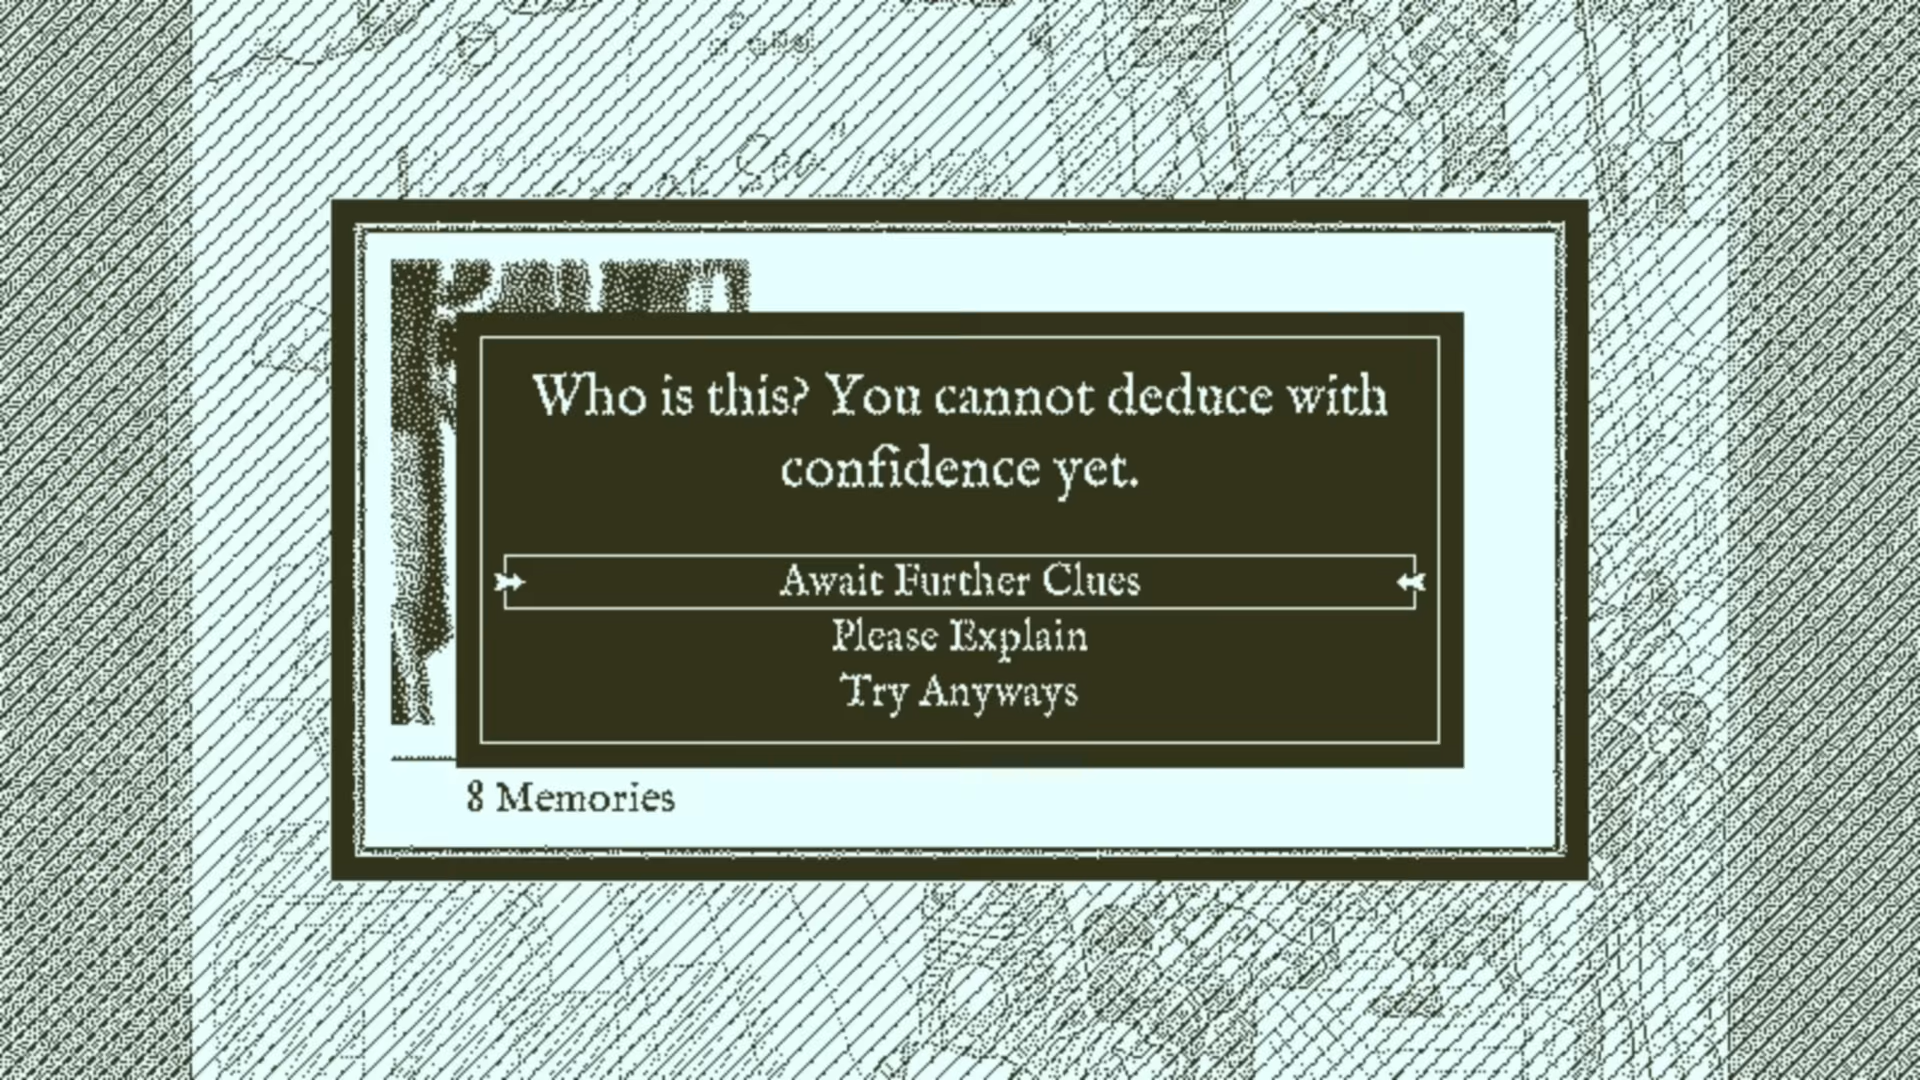 Who is this? You cannot deduce with
confidence yet.
Await Further Clues
Please Explain
Try Anyways
8 Memories